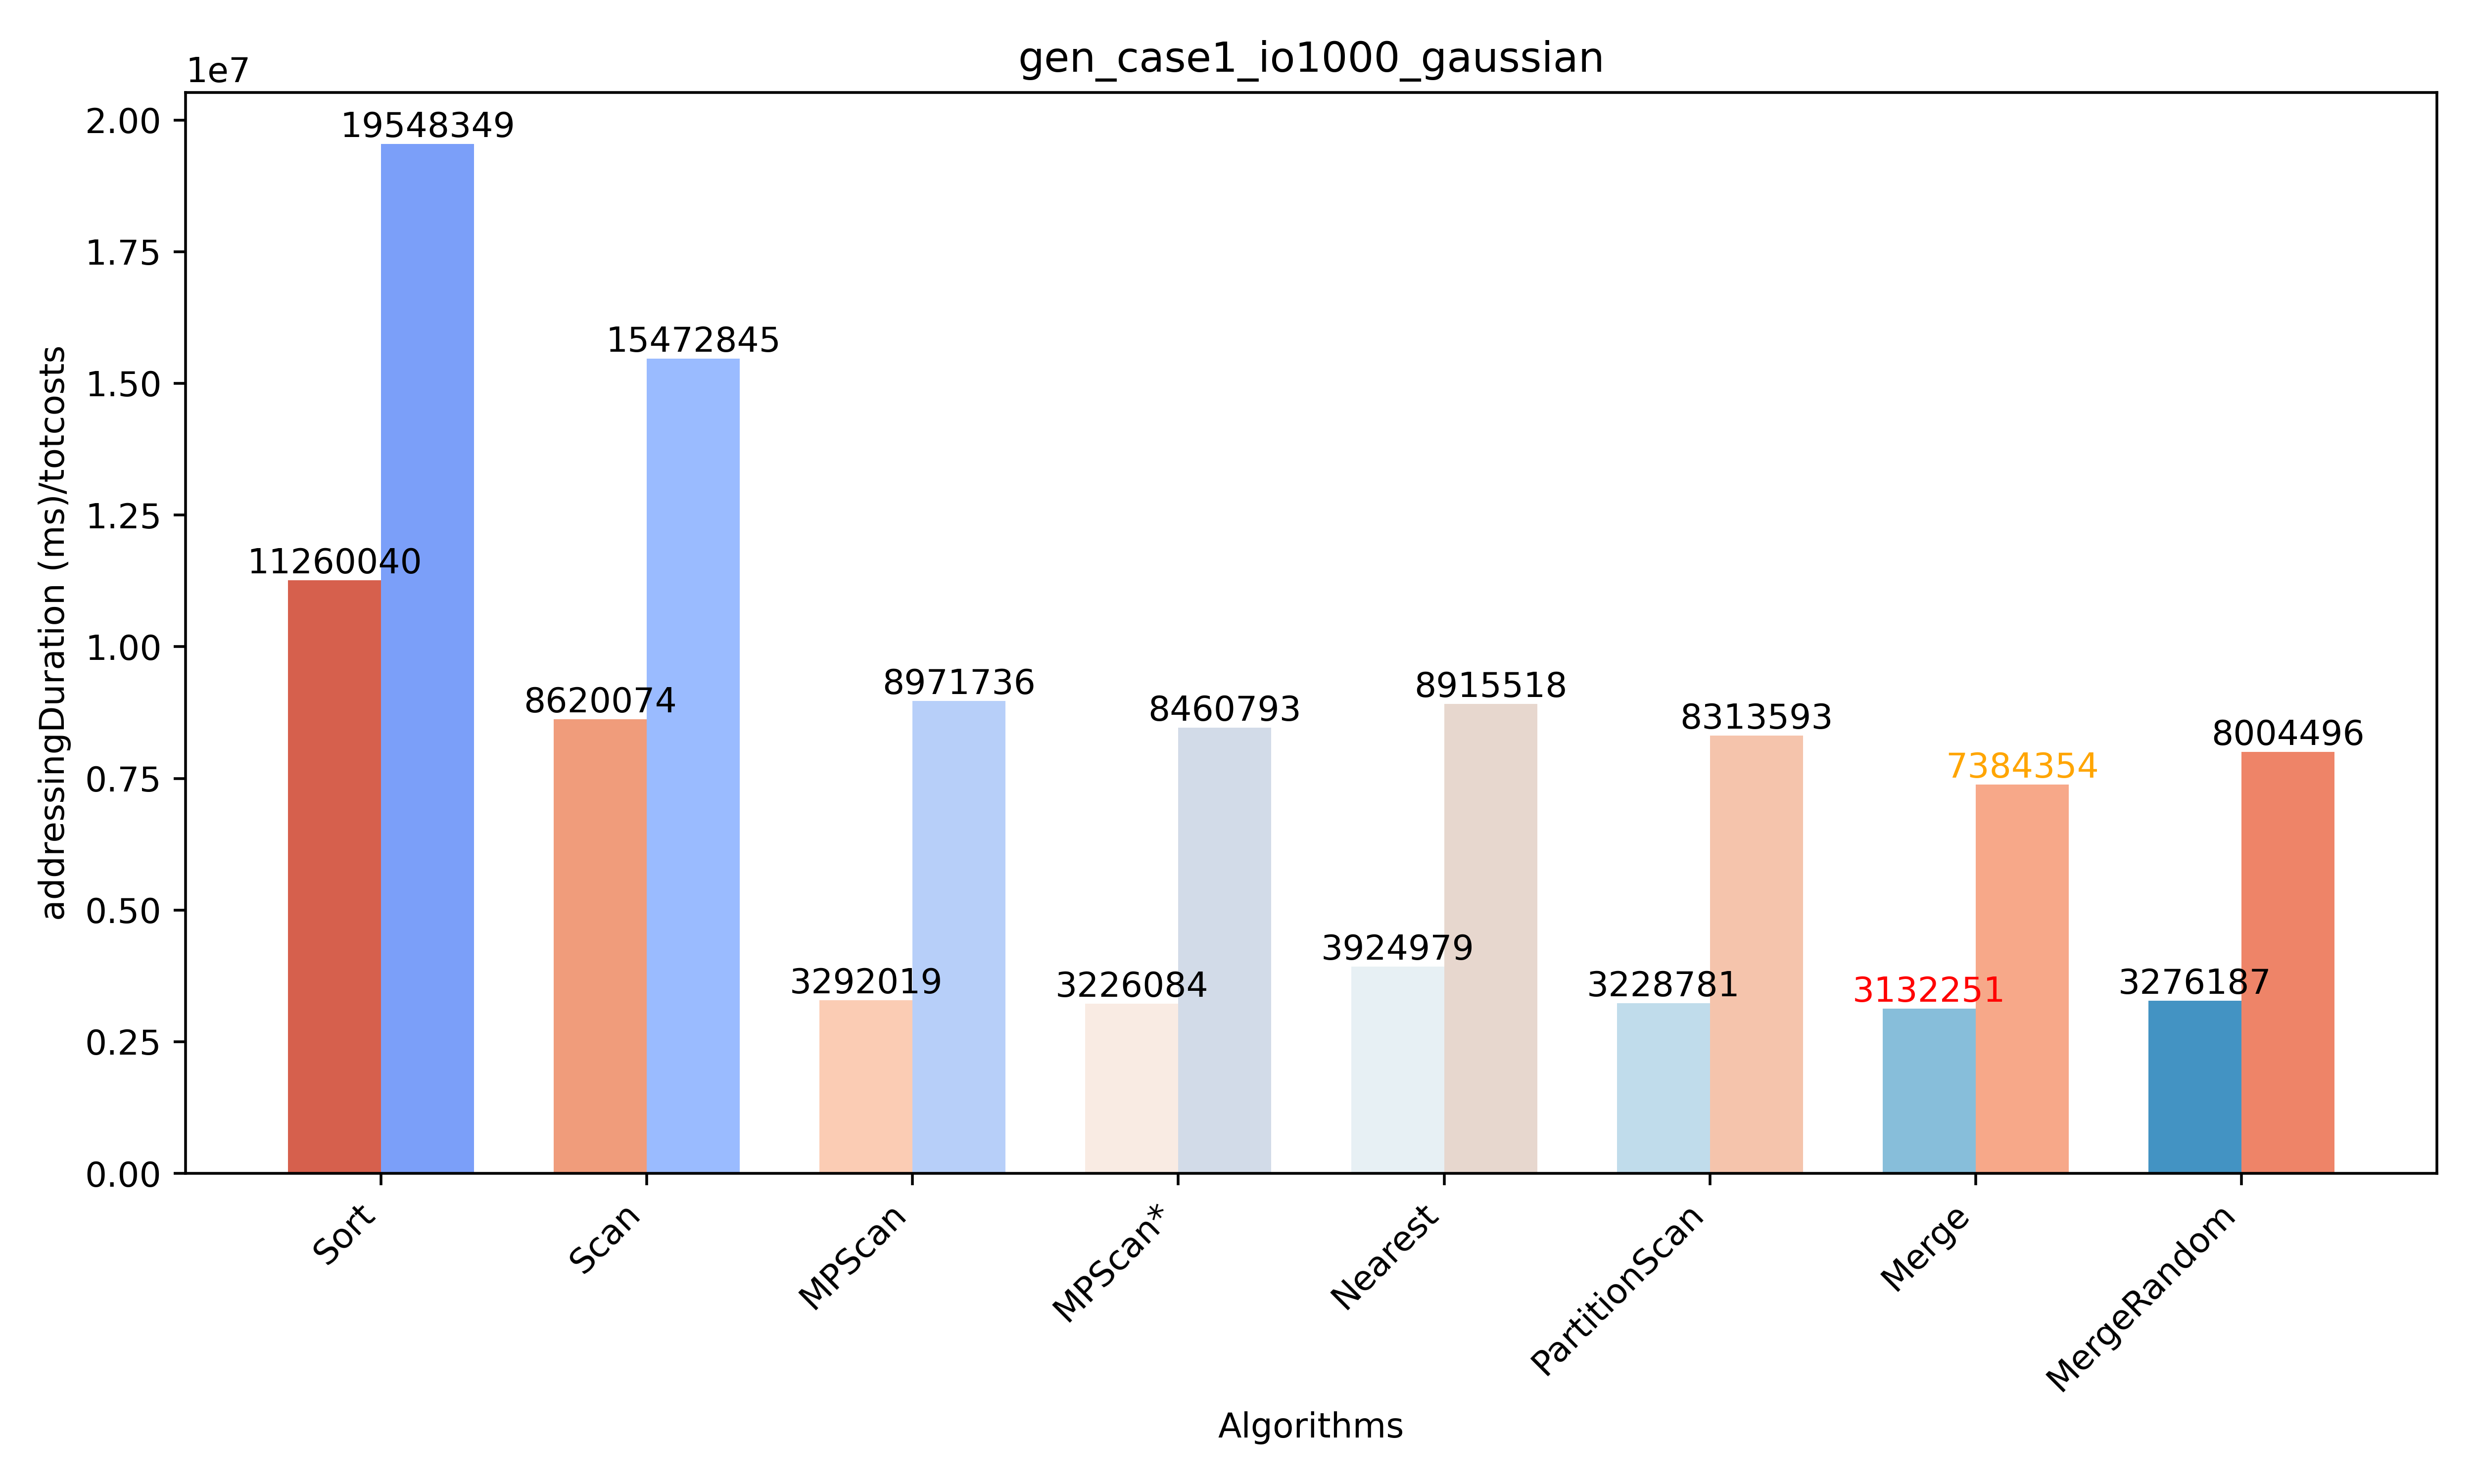 gen_case1_io1000_gaussian
1e7
2.00
1.75
1.50
1.25
1.00
0.75
0.50
0.25
0.00
addressingDuration (ms)/totcosts
11260040
19548349
8620074
15472845
3292019
8971736
3226084
8460793
3924979
8915518
3228781
8313593
3132251
7384354
3276187
8004496
Sort
Scan
MPScan
MPScan*
Nearest
PartitionScan
Merge
MergeRandom
Algorithms